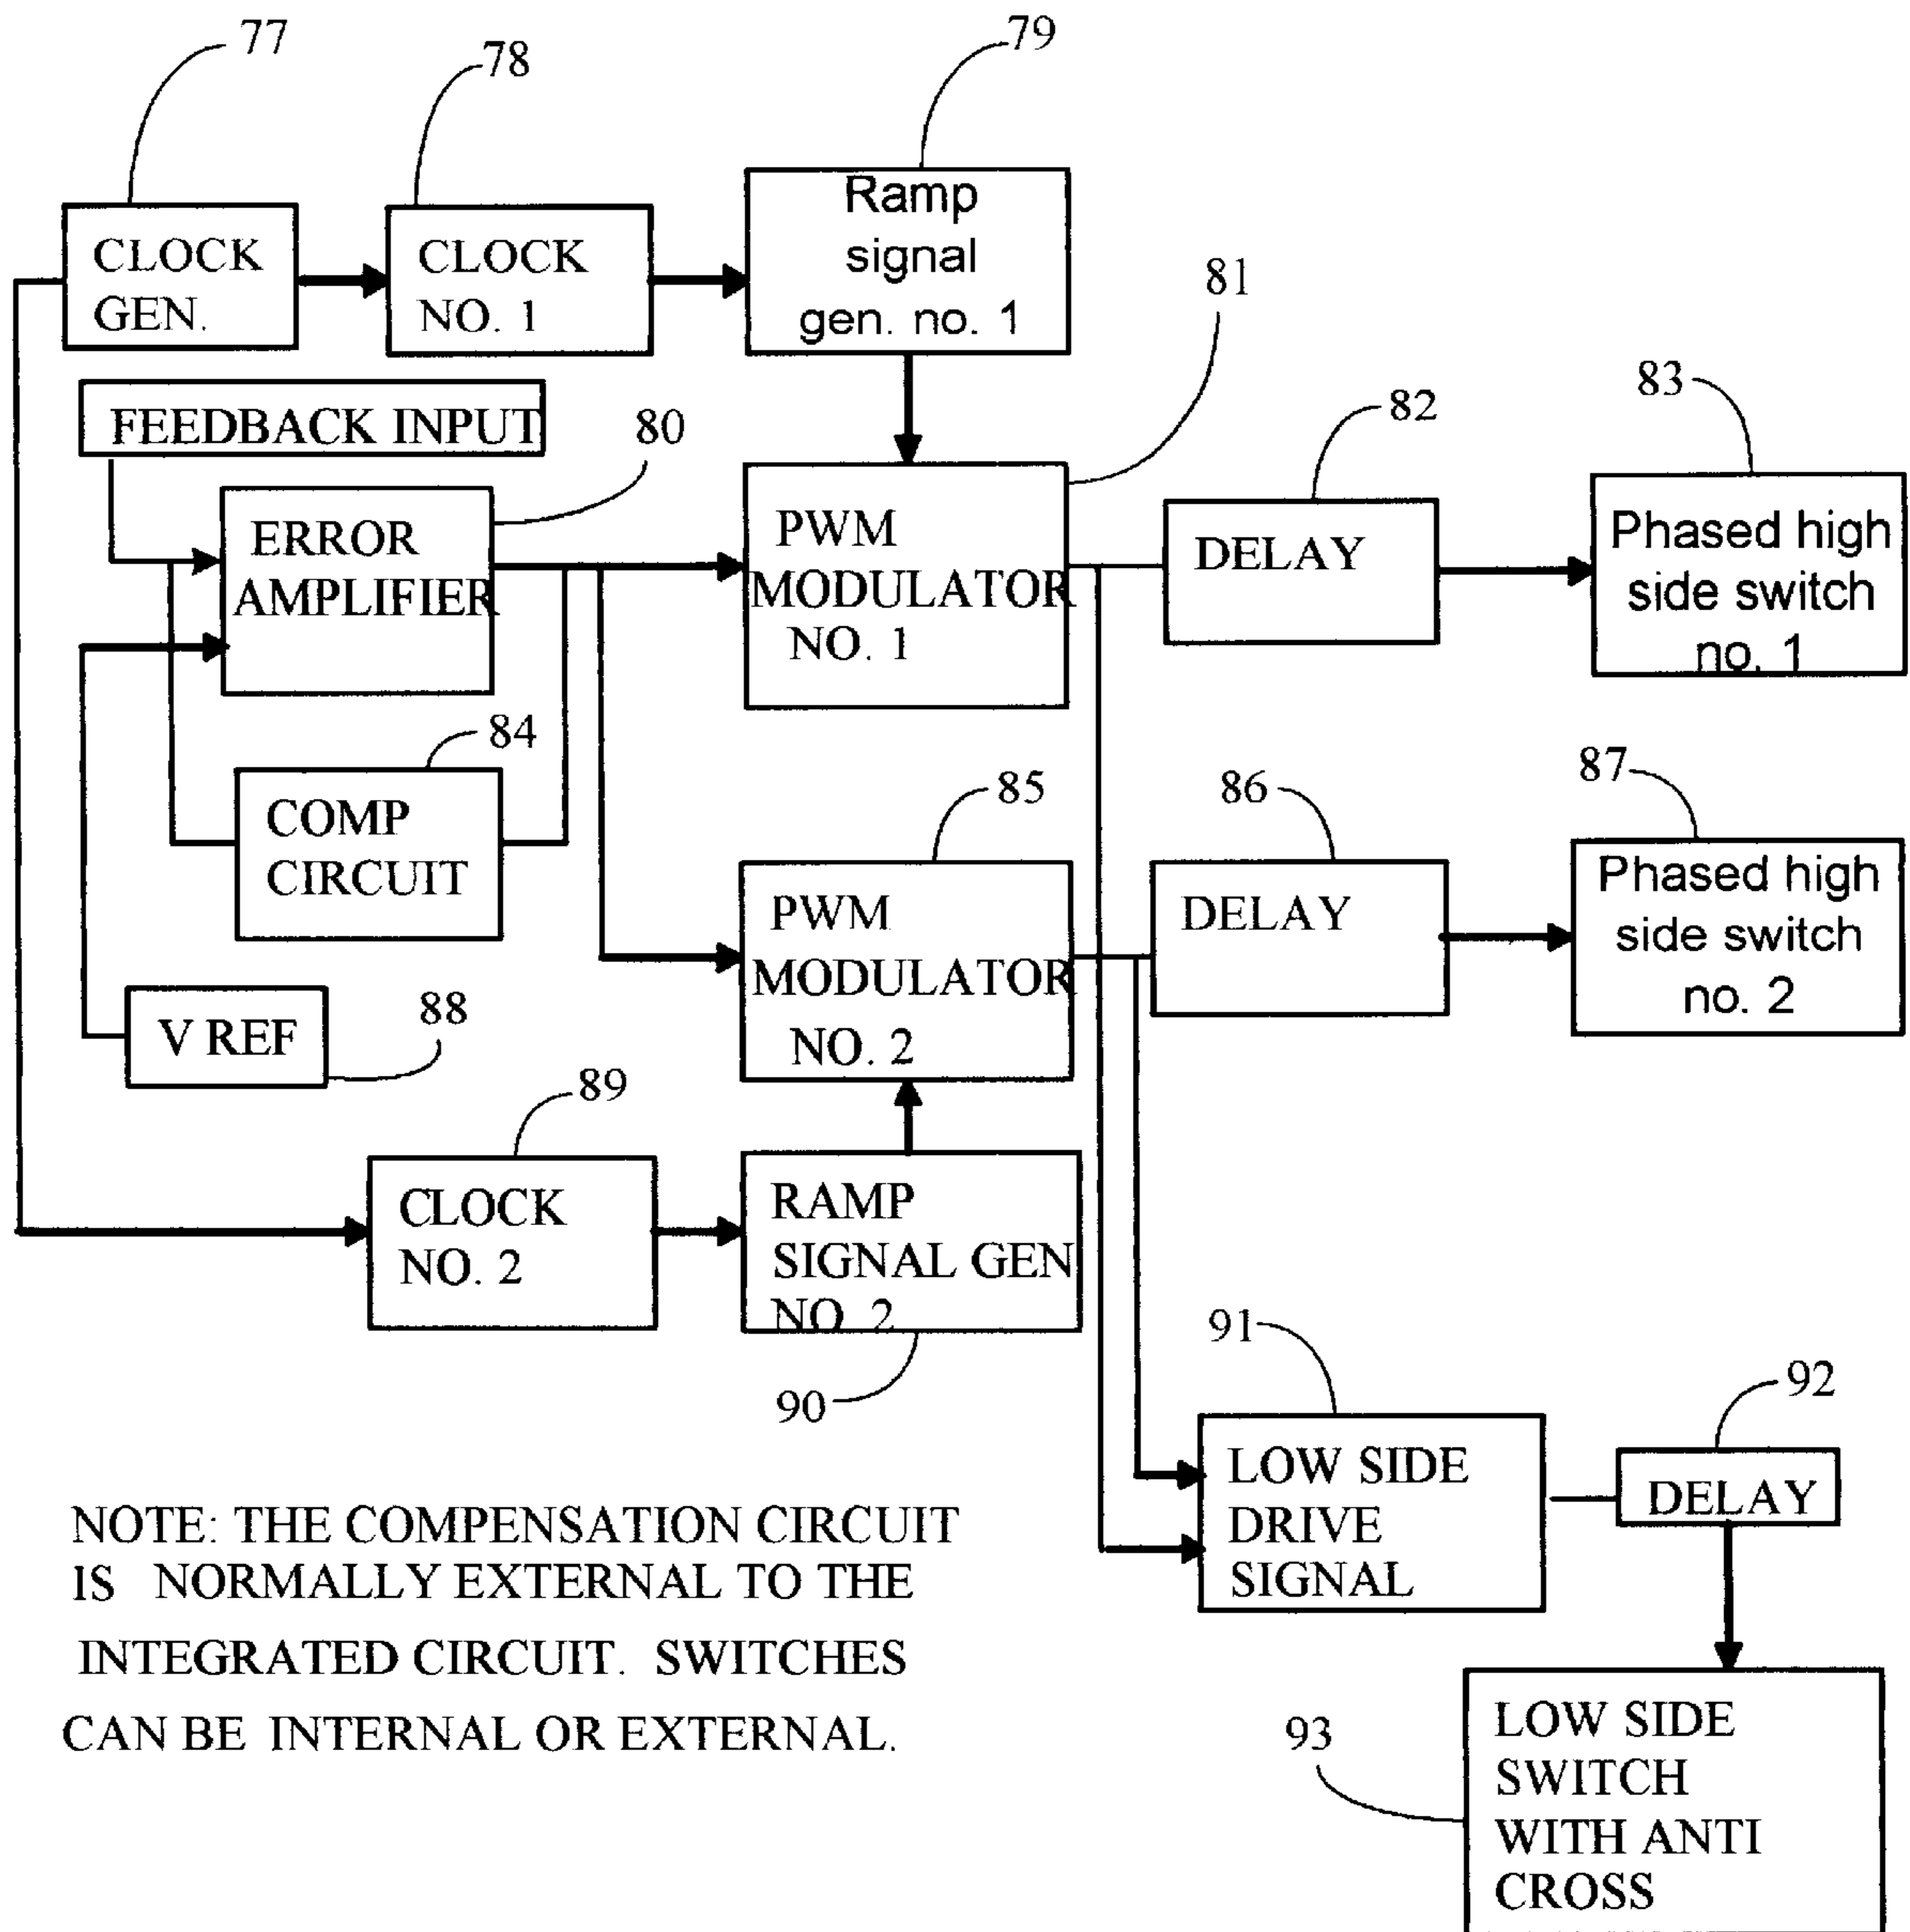 77
78
79
CLOCK
GEN.
CLOCK
NO. 1
Ramp
signal
gen. no. 1
81
FEEDBACK INPUT
80
82
83
ERROR
AMPLIFIER
PWM
MODULATOR
NO. 1
DELAY
Phased high
side switch
no. 1
84
COMP
CIRCUIT
85
86
87
PWM
MODULATOR
NO. 2
DELAY
Phased high
side switch
no. 2
V REF
88
89
CLOCK
NO. 2
RAMP
SIGNAL GEN
NO. 2
90
91
92
LOW SIDE
DRIVE
SIGNAL
DELAY
NOTE: THE COMPENSATION CIRCUIT
IS NORMALLY EXTERNAL TO THE
INTEGRATED CIRCUIT. SWITCHES
CAN BE INTERNAL OR EXTERNAL.
93
LOW SIDE
SWITCH
WITH ANTI
CROSS